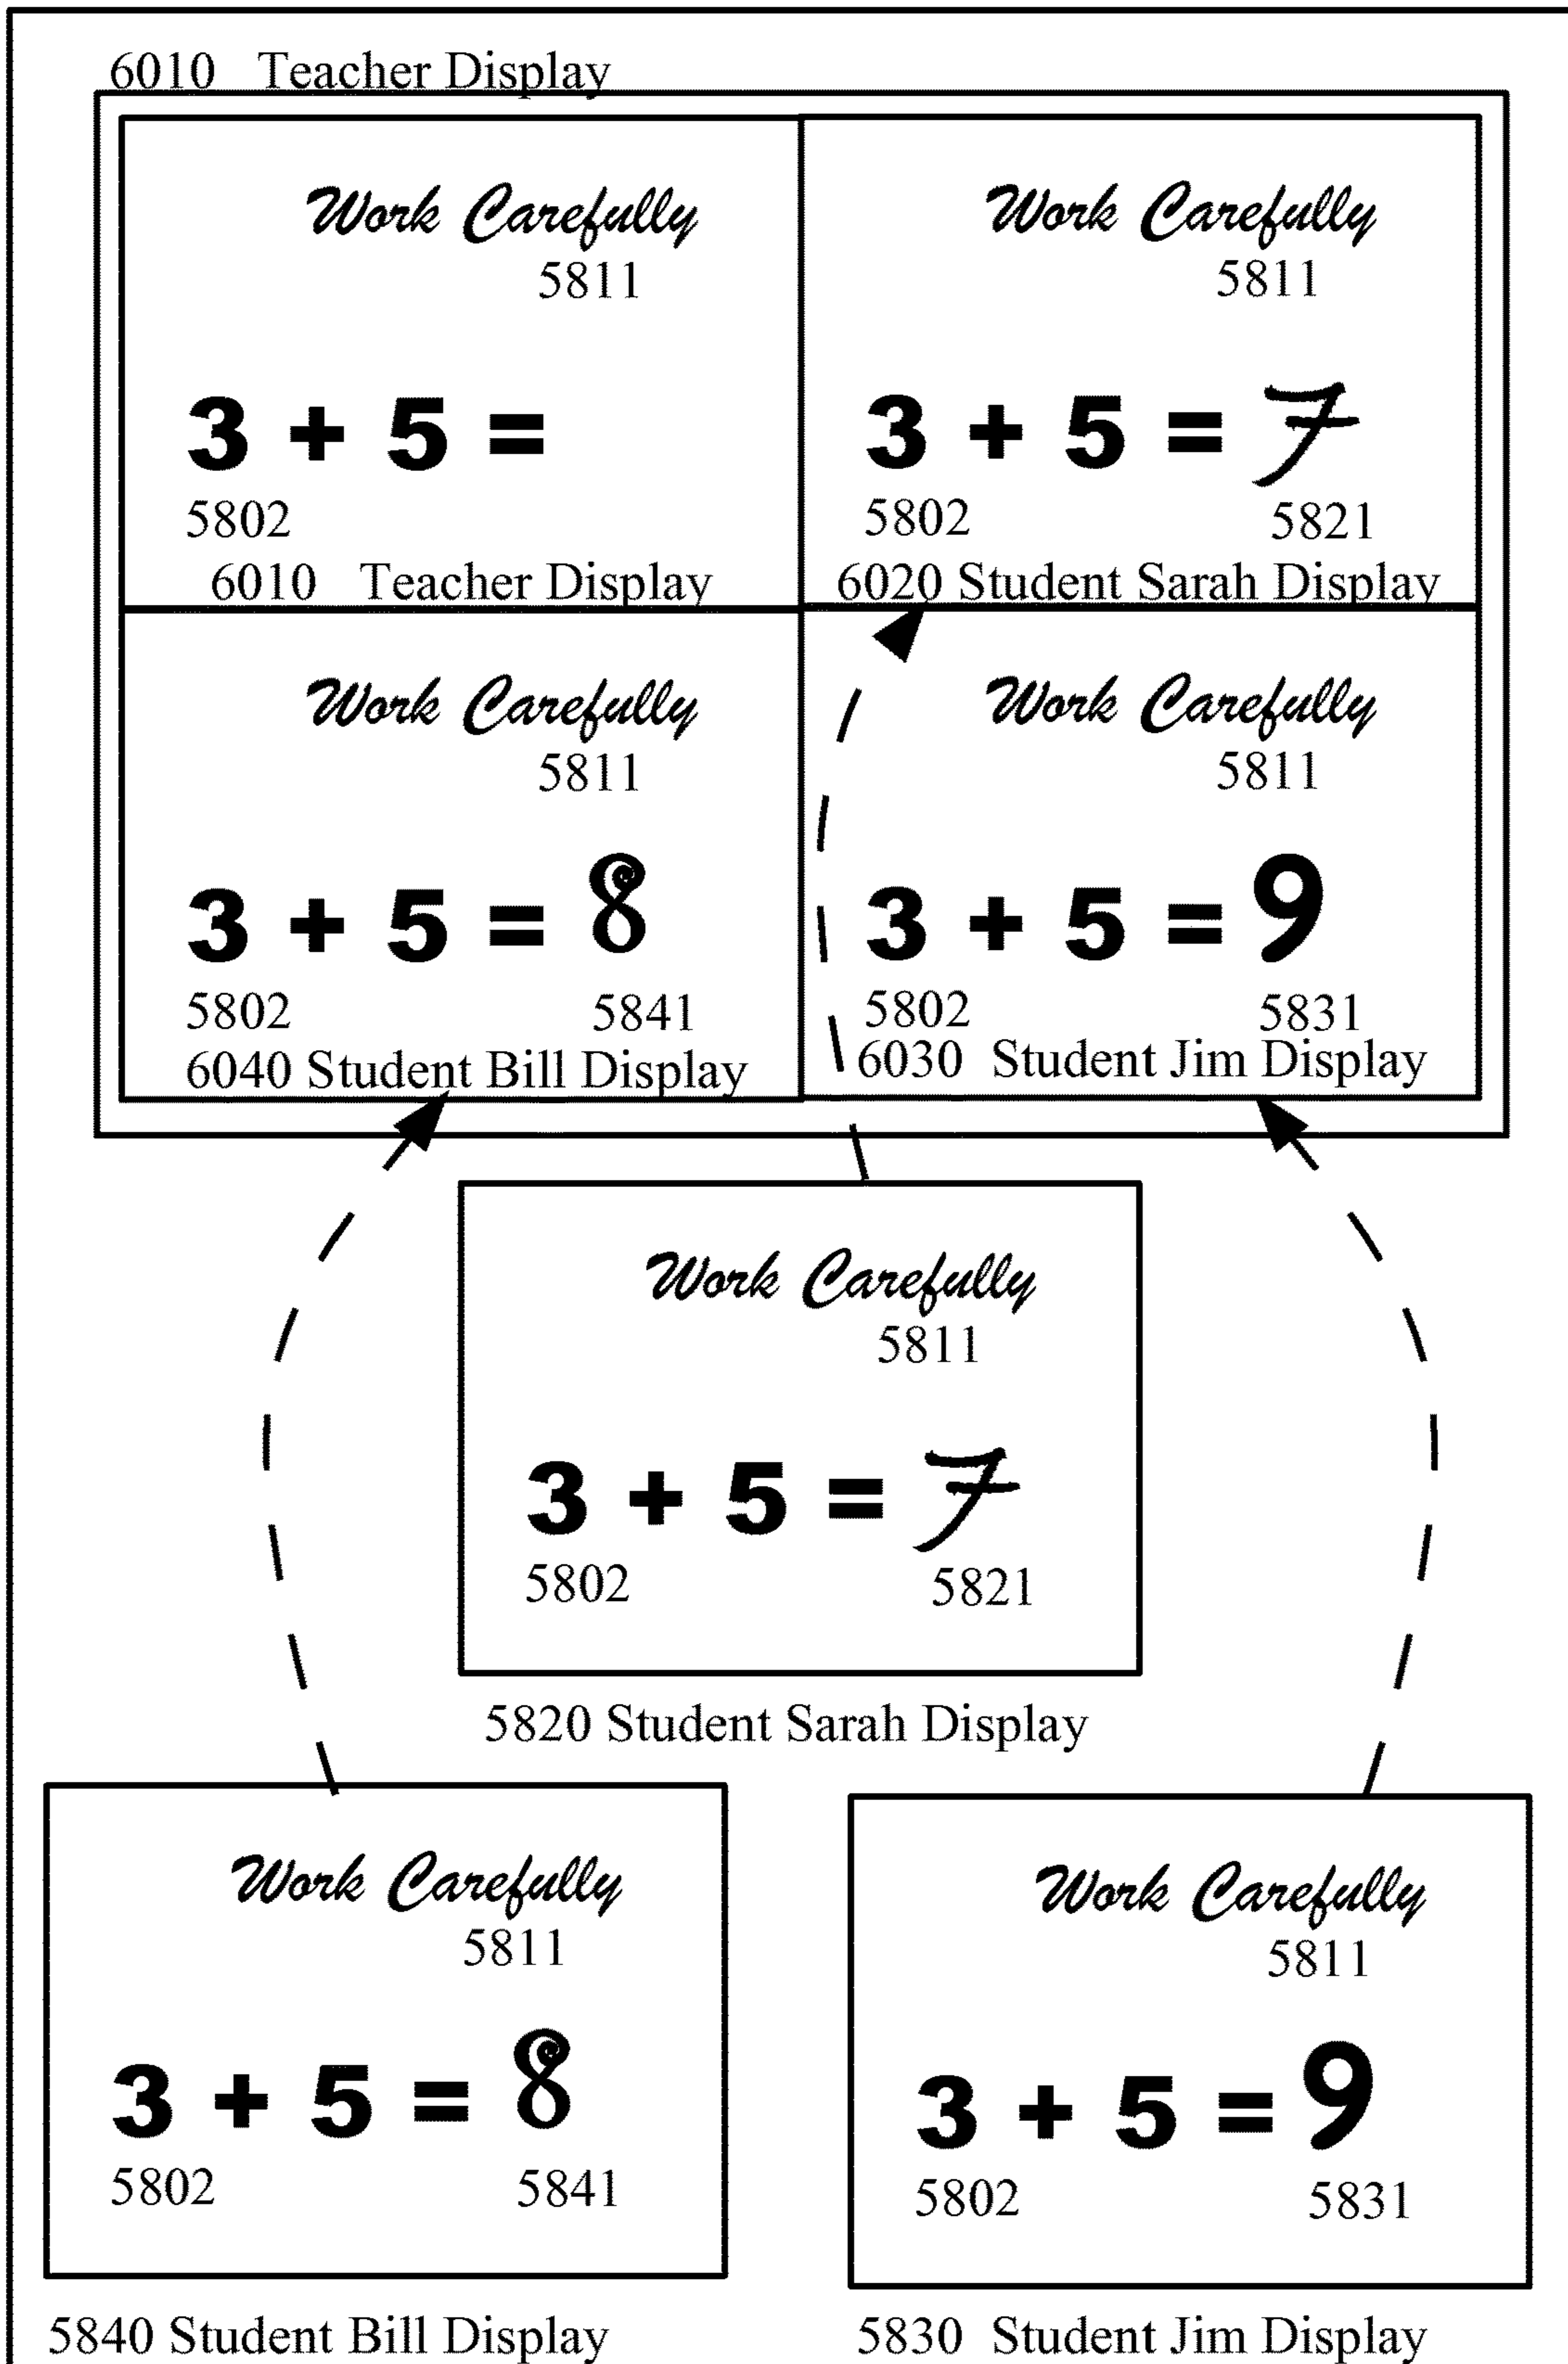 6010 Teacher Display
Work Carefully
5811
3 + 5 =
5802
6010 Teacher Display
Work Carefully
5811
3 + 5 = 7
5802 5821
6020 Student Sarah Display
Work Carefully
5811
3 + 5 = 8
5802 5841
6040 Student Bill Display
Work Carefully
5811
3 + 5 = 9
5802 5831
6030 Student Jim Display
Work Carefully
5811
3 + 5 = 7
5802 5821
5820 Student Sarah Display
Work Carefully
5811
3 + 5 = 8
5802 5841
5840 Student Bill Display
Work Carefully
5811
3 + 5 = 9
5802 5831
5830 Student Jim Display